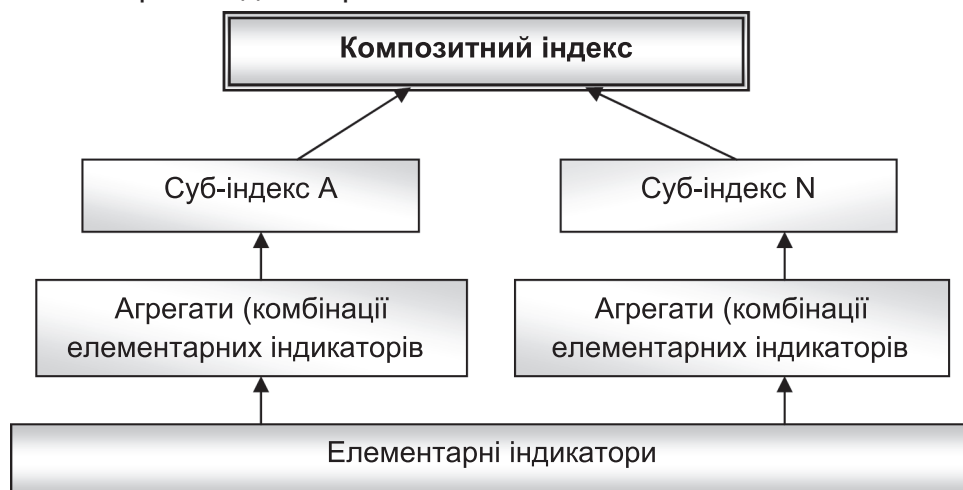 Композитний індекс
Суб-індекс А
Суб-індекс N
Агрегати (комбінації
елементарних індикаторів
Агрегати (комбінації
елементарних індикаторів
Елементарні індикатори